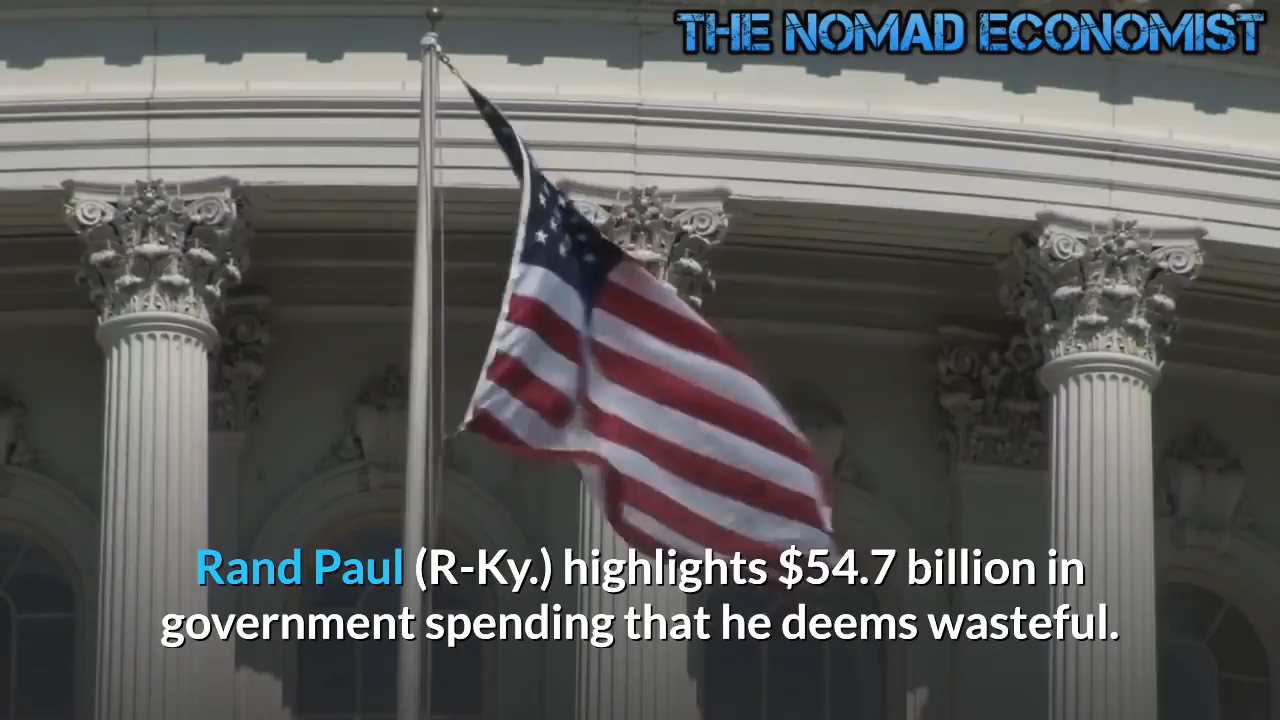 THE NOMAD ECONOMIST
Rand Paul (R-Ky.) highlights $54.7 billion in
government spending that he deems wasteful.